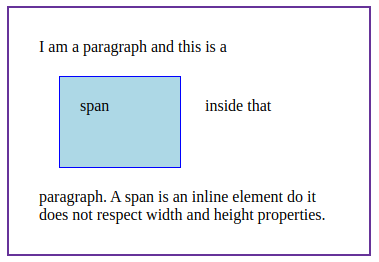 I am a paragraph and this is a
span inside that
paragraph. A span is an inline element do it
does not respect width and height properties.